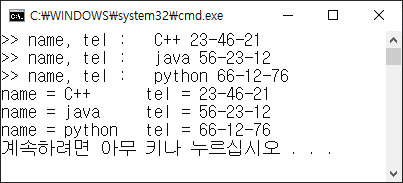 C:₩WINDOWS₩system32₩cmd.exe
>> name, tel :   C++ 23-46-21
>> name, tel :   java 56-23-12
>> name, tel :   python 66-12-76
name = C++      tel = 23-46-21
name = java     tel = 56-23-12
name = python   tel = 66-12-76
계속하려면 아무 키나 누르십시오 . . .